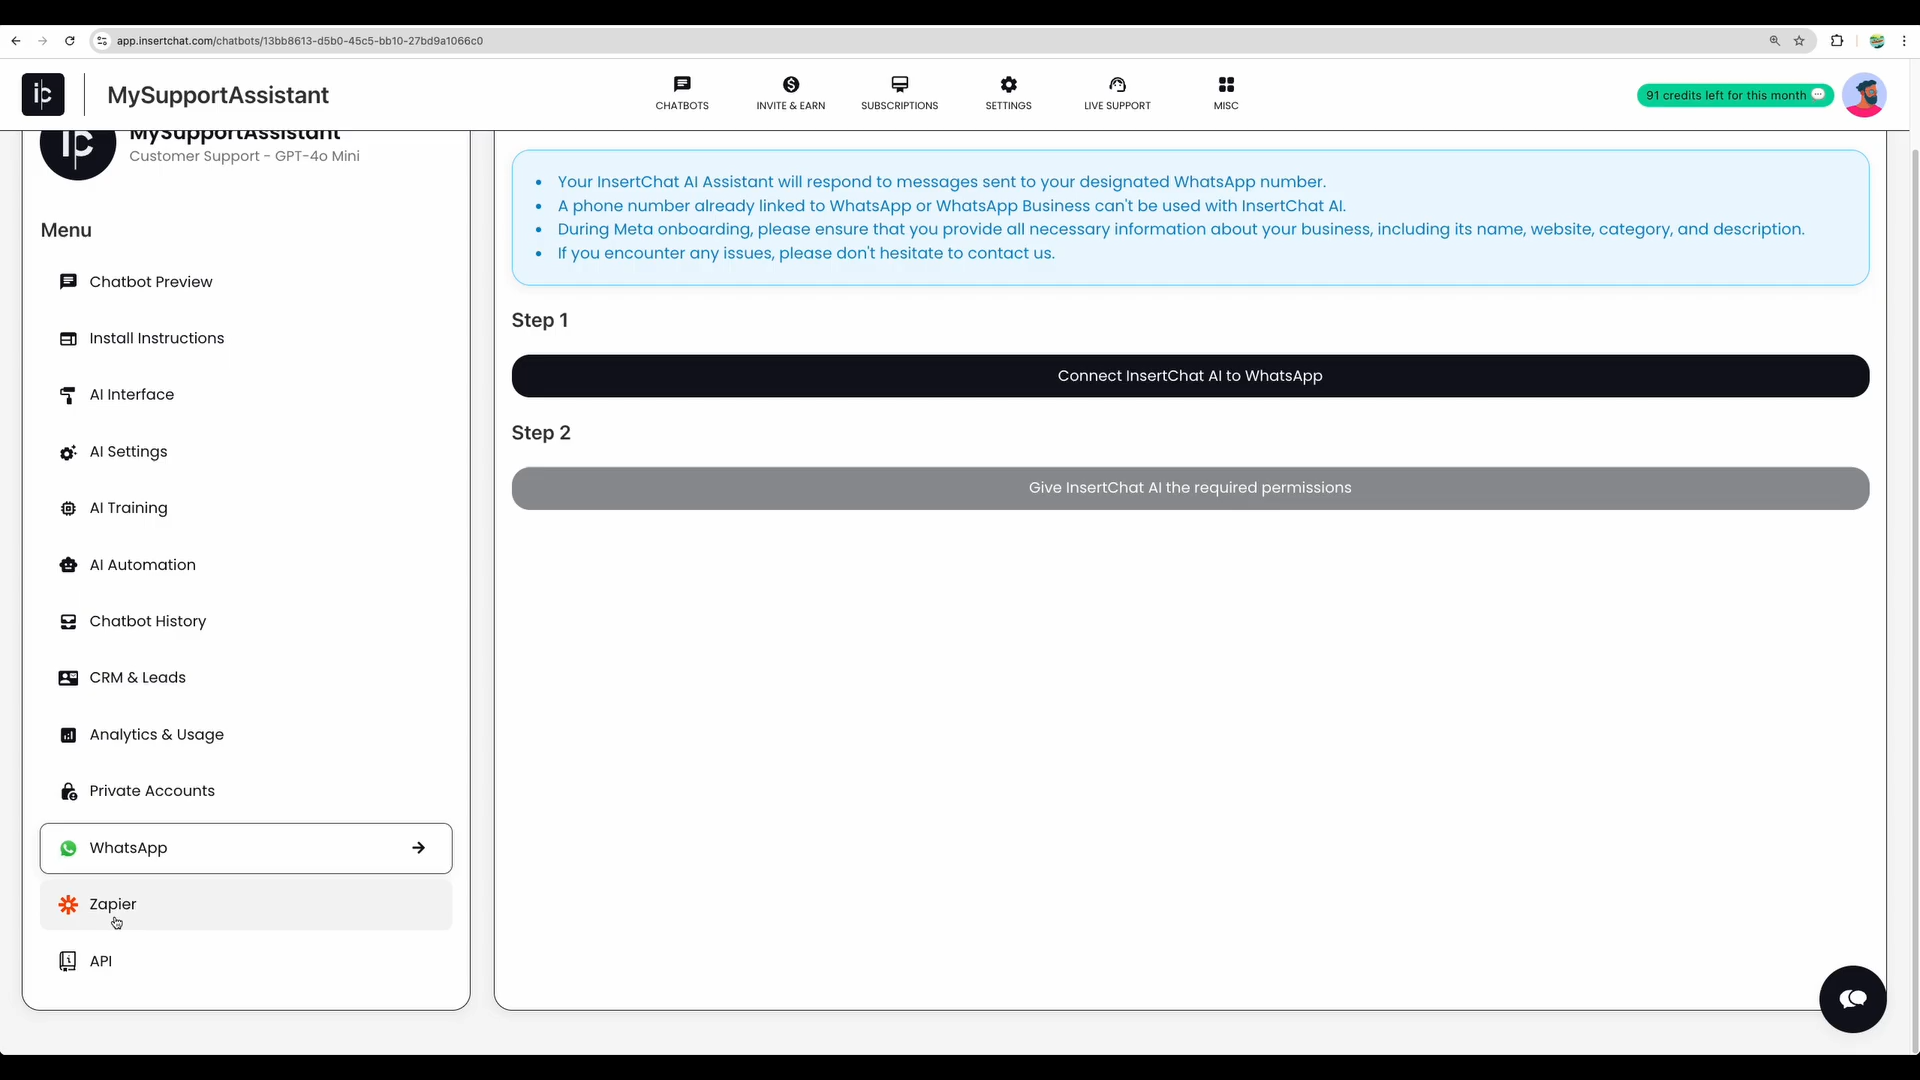 app.insertchat.com/chatbots/13bb8613-d5b0-45c5-bb10-27bd9a1066c0
ic
MySupportAssistant
CHATBOTS
INVITE & EARN
SUBSCRIPTIONS
SETTINGS
LIVE SUPPORT
MISC
91 credits left for this month
ic
MySupportAssistant
Customer Support - GPT-4o Mini
Menu
Chatbot Preview
Install Instructions
AI Interface
AI Settings
AI Training
AI Automation
Chatbot History
CRM & Leads
Analytics & Usage
Private Accounts
WhatsApp
Zapier
API
Your InsertChat AI Assistant will respond to messages sent to your designated WhatsApp number.
A phone number already linked to WhatsApp or WhatsApp Business can't be used with InsertChat AI.
During Meta onboarding, please ensure that you provide all necessary information about your business, including its name, website, category, and description.
If you encounter any issues, please don't hesitate to contact us.
Step 1
Connect InsertChat AI to WhatsApp
Step 2
Give InsertChat AI the required permissions